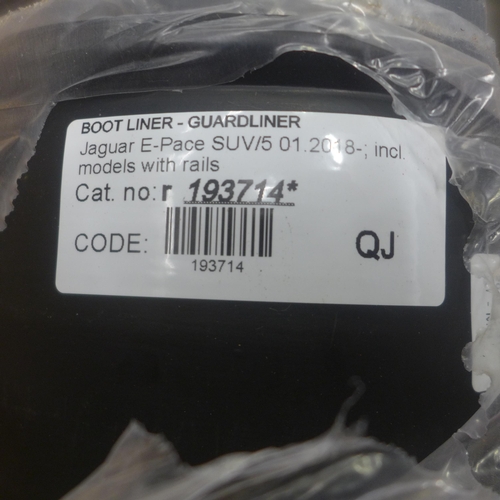 BOOT LINER - GUARDLINER
Jaguar E-Pace SUV/5 01.2018-; incl.
models with rails
Cat. no: r 193714*
CODE:
193714
QJ